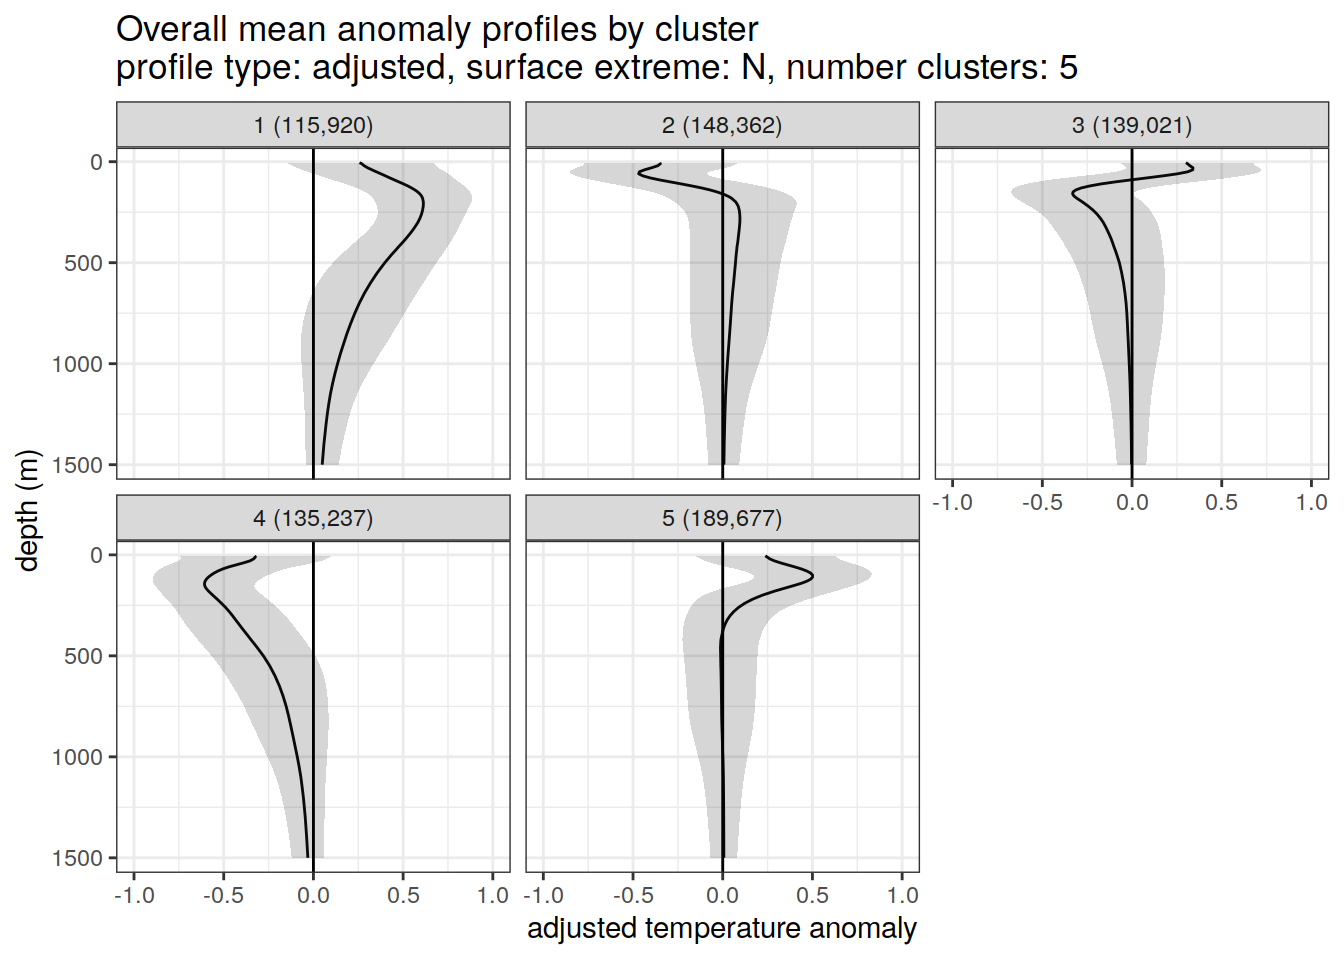 Overall mean anomaly profiles by cluster
profile type: adjusted, surface extreme: N, number clusters: 5
1 (115,920)
2 (148,362)
3 (139,021)
0
500
1000
1500
-1.0 -0.5 0.0 0.5 1.0
4 (135,237)
5 (189,677)
0
500
1000
1500
-1.0 -0.5 0.0 0.5 1.0
-1.0 -0.5 0.0 0.5 1.0
depth (m)
adjusted temperature anomaly